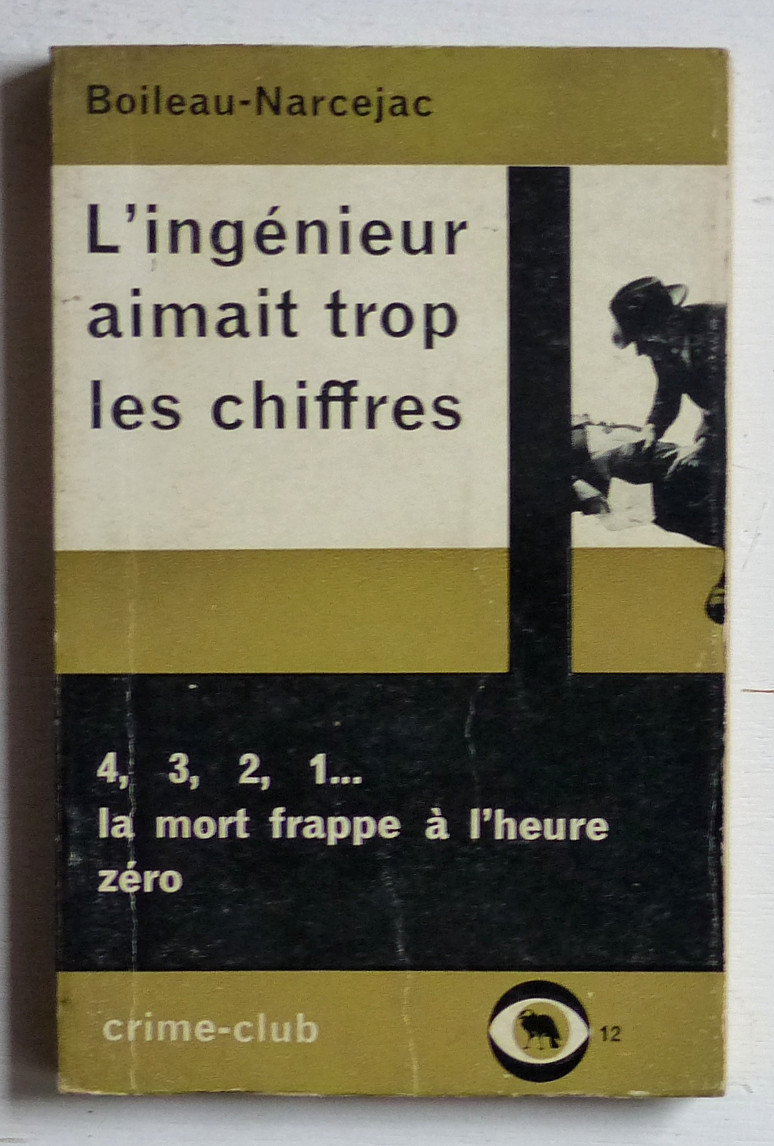 Boileau-Narcejac
L'ingénieur
aimait trop
les chiffres
4, 3, 2, 1...
la mort frappe à l'heure
zéro
crime-club
12